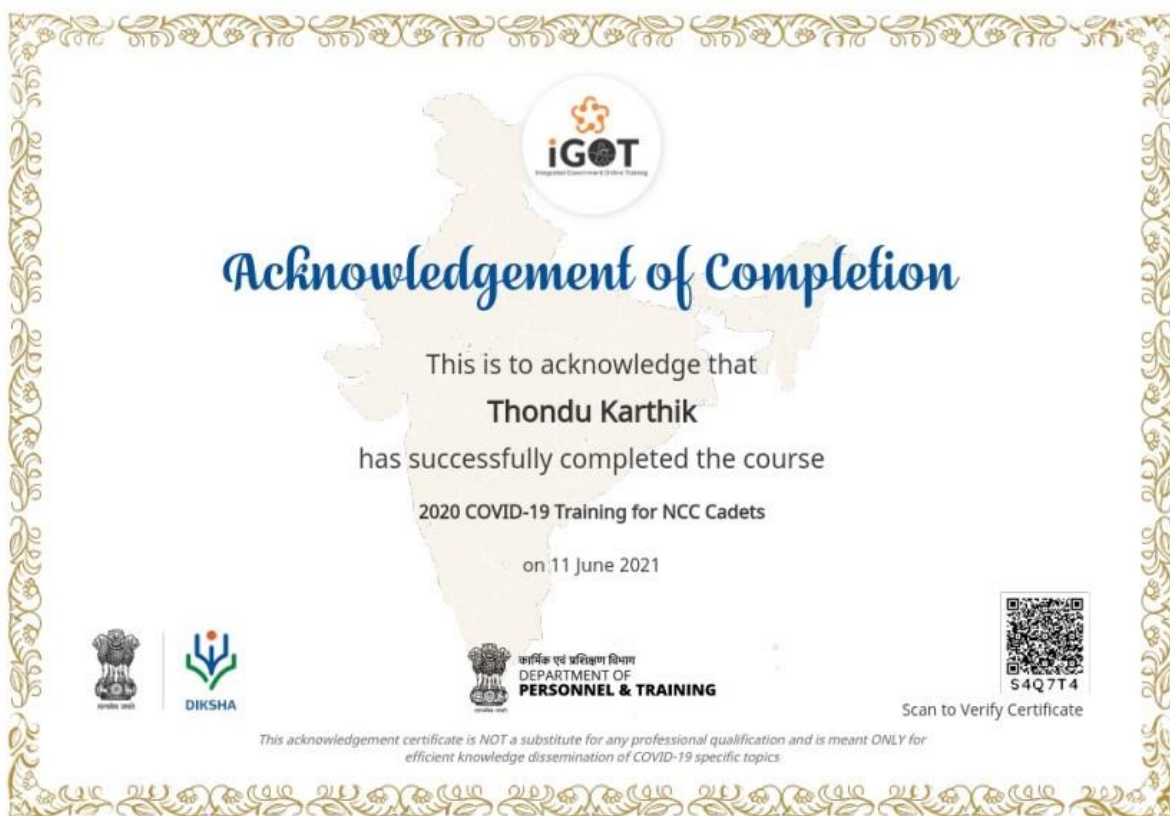 iGOT
Integrated Government Online Training
Acknowledgement of Completion
This is to acknowledge that
Thondu Karthik
has successfully completed the course
2020 COVID-19 Training for NCC Cadets
on 11 June 2021
DIKSHA
कार्मिक एवं प्रशिक्षण विभाग
DEPARTMENT OF
PERSONNEL & TRAINING
S4Q7T4
Scan to Verify Certificate
This acknowledgement certificate is NOT a substitute for any professional qualification and is meant ONLY for
efficient knowledge dissemination of COVID-19 specific topics